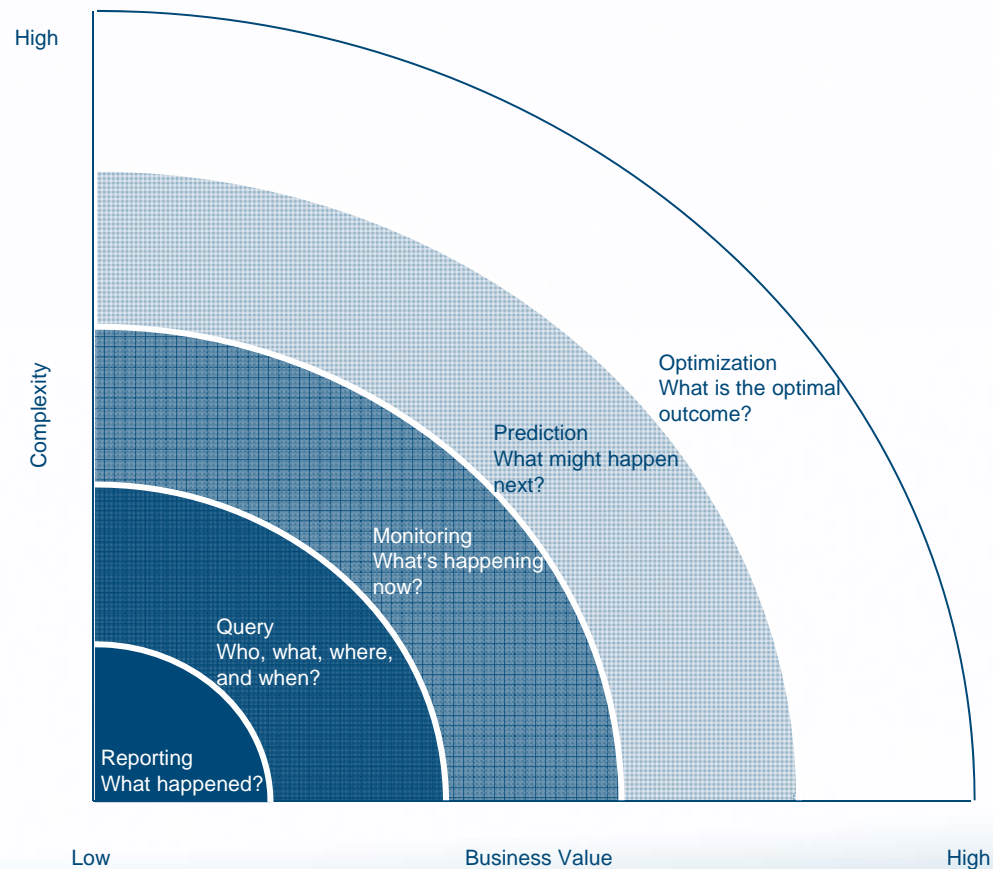 High
Complexity
Optimization
What is the optimal
outcome?
Prediction
What might happen
next?
Monitoring
What's happening
now?
Query
Who, what, where,
and when?
Reporting
What happened?
Low
Business Value
High